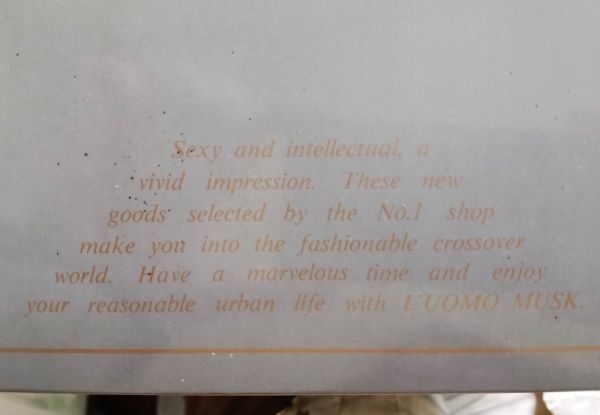 Sexy and intellectual, a
vivid impression. These new
goods selected by the No.1 shop
make you into the fashionable crossover
world. Have a marvelous time and enjoy
your reasonable urban life with L'UOMO MUSK.